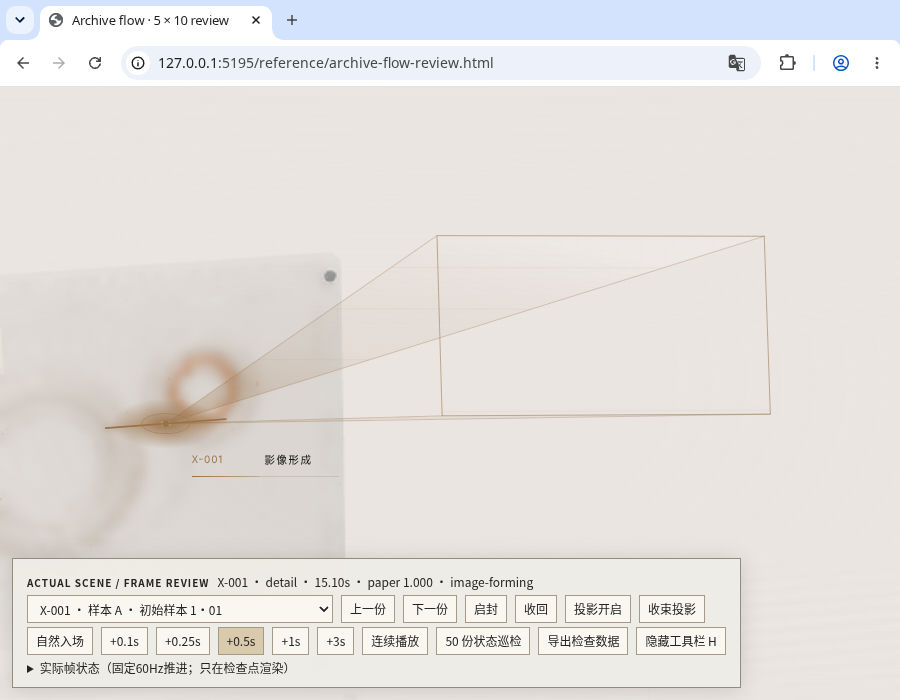 Archive flow · 5 × 10 review
127.0.0.1:5195/reference/archive-flow-review.html
X-001 影像形成
ACTUAL SCENE / FRAME REVIEW X-001 · detail · 15.10s · paper 1.000 · image-forming
X-001 · 样本 A · 初始样本 1·01 上一份 下一份 启封 收回 投影开启 收束投影
自然入场 +0.1s +0.25s +0.5s +1s +3s 连续播放 50 份状态巡检 导出检查数据 隐藏工具栏 H
实际帧状态（固定60Hz推进；只在检查点渲染）